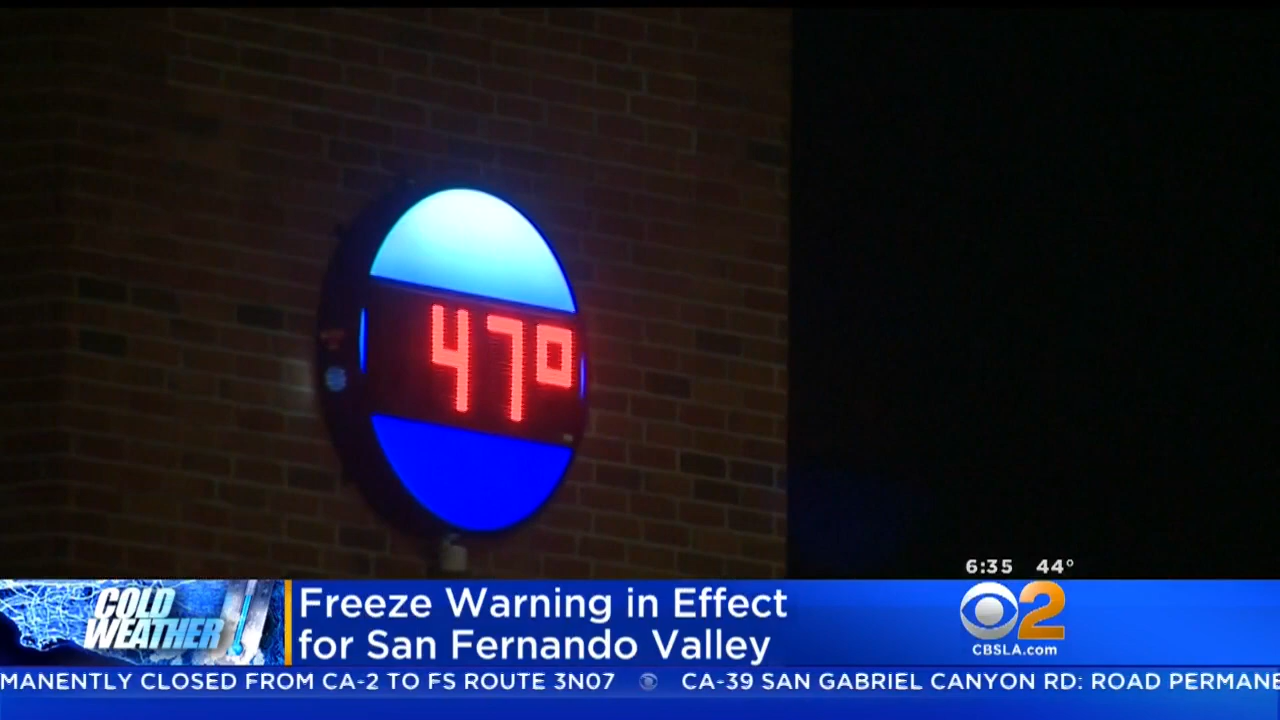 47°
6:35 44°
COLD
WEATHER
Freeze Warning in Effect
for San Fernando Valley
2
CBSLA.com
MANENTLY CLOSED FROM CA-2 TO FS ROUTE 3N07 CA-39 SAN GABRIEL CANYON RD: ROAD PERMANE